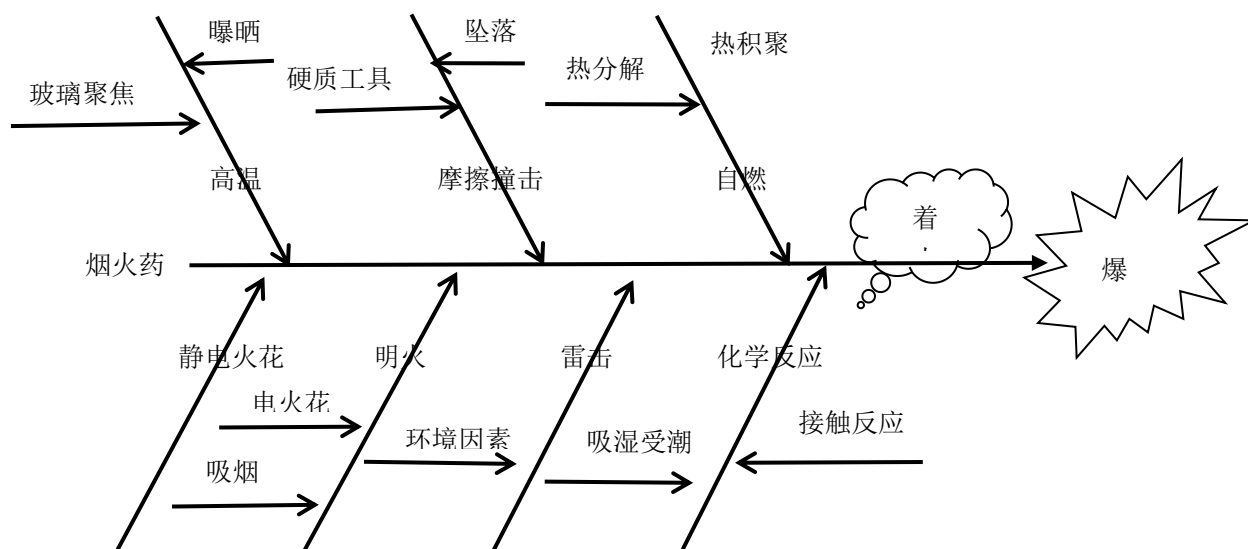 曝晒
坠落
热积聚
硬质工具
热分解
玻璃聚焦
高温
摩擦撞击
自燃
着
烟火药
爆
静电火花
明火
雷击
化学反应
电火花
环境因素
吸湿受潮
接触反应
吸烟